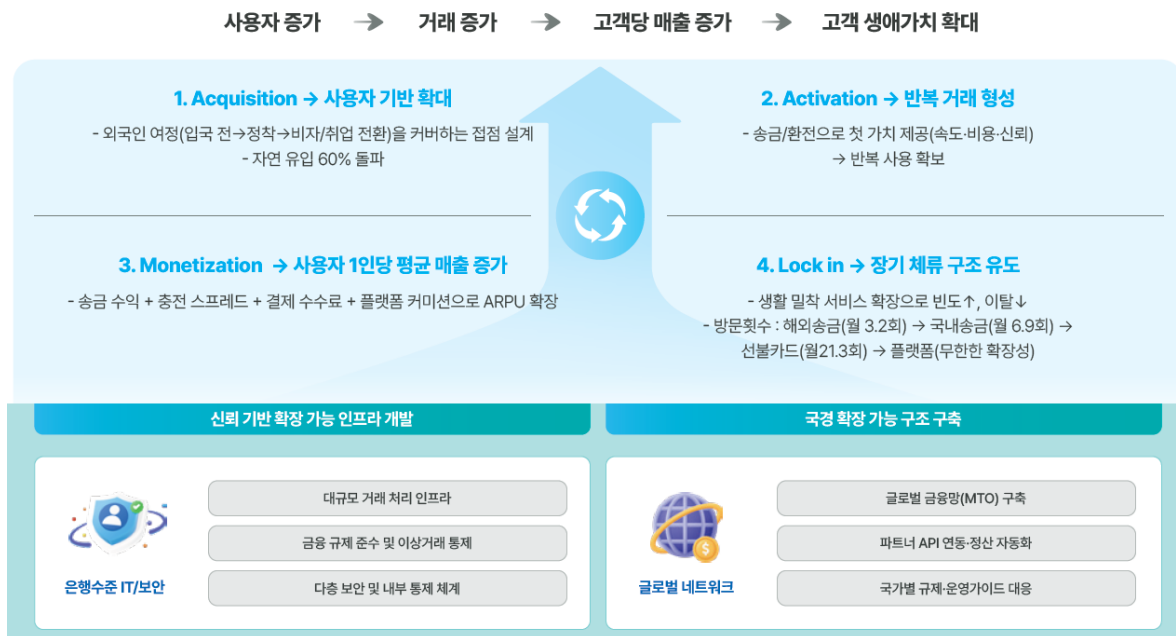 사용자 증가 → 거래 증가 → 고객당 매출 증가 → 고객 생애가치 확대
1. Acquisition → 사용자 기반 확대
- 외국인 여정(입국 전→정착→비자/취업 전환)을 커버하는 접점 설계
- 자연 유입 60% 돌파
2. Activation → 반복 거래 형성
- 송금/환전으로 첫 가치 제공(속도·비용·신뢰)
→ 반복 사용 확보
3. Monetization → 사용자 1인당 평균 매출 증가
- 송금 수익 + 충전 스프레드 + 결제 수수료 + 플랫폼 커미션으로 ARPU 확장
4. Lock in → 장기 체류 구조 유도
- 생활 밀착 서비스 확장으로 빈도↑, 이탈↓
- 방문횟수 : 해외송금(월 3.2회) → 국내송금(월 6.9회) →
선불카드(월21.3회) → 플랫폼(무한한 확장성)
신뢰 기반 확장 가능 인프라 개발
은행수준 IT/보안
대규모 거래 처리 인프라
금융 규제 준수 및 이상거래 통제
다층 보안 및 내부 통제 체계
국경 확장 가능 구조 구축
$
글로벌 네트워크
글로벌 금융망(MTO) 구축
파트너 API 연동·정산 자동화
국가별 규제·운영가이드 대응